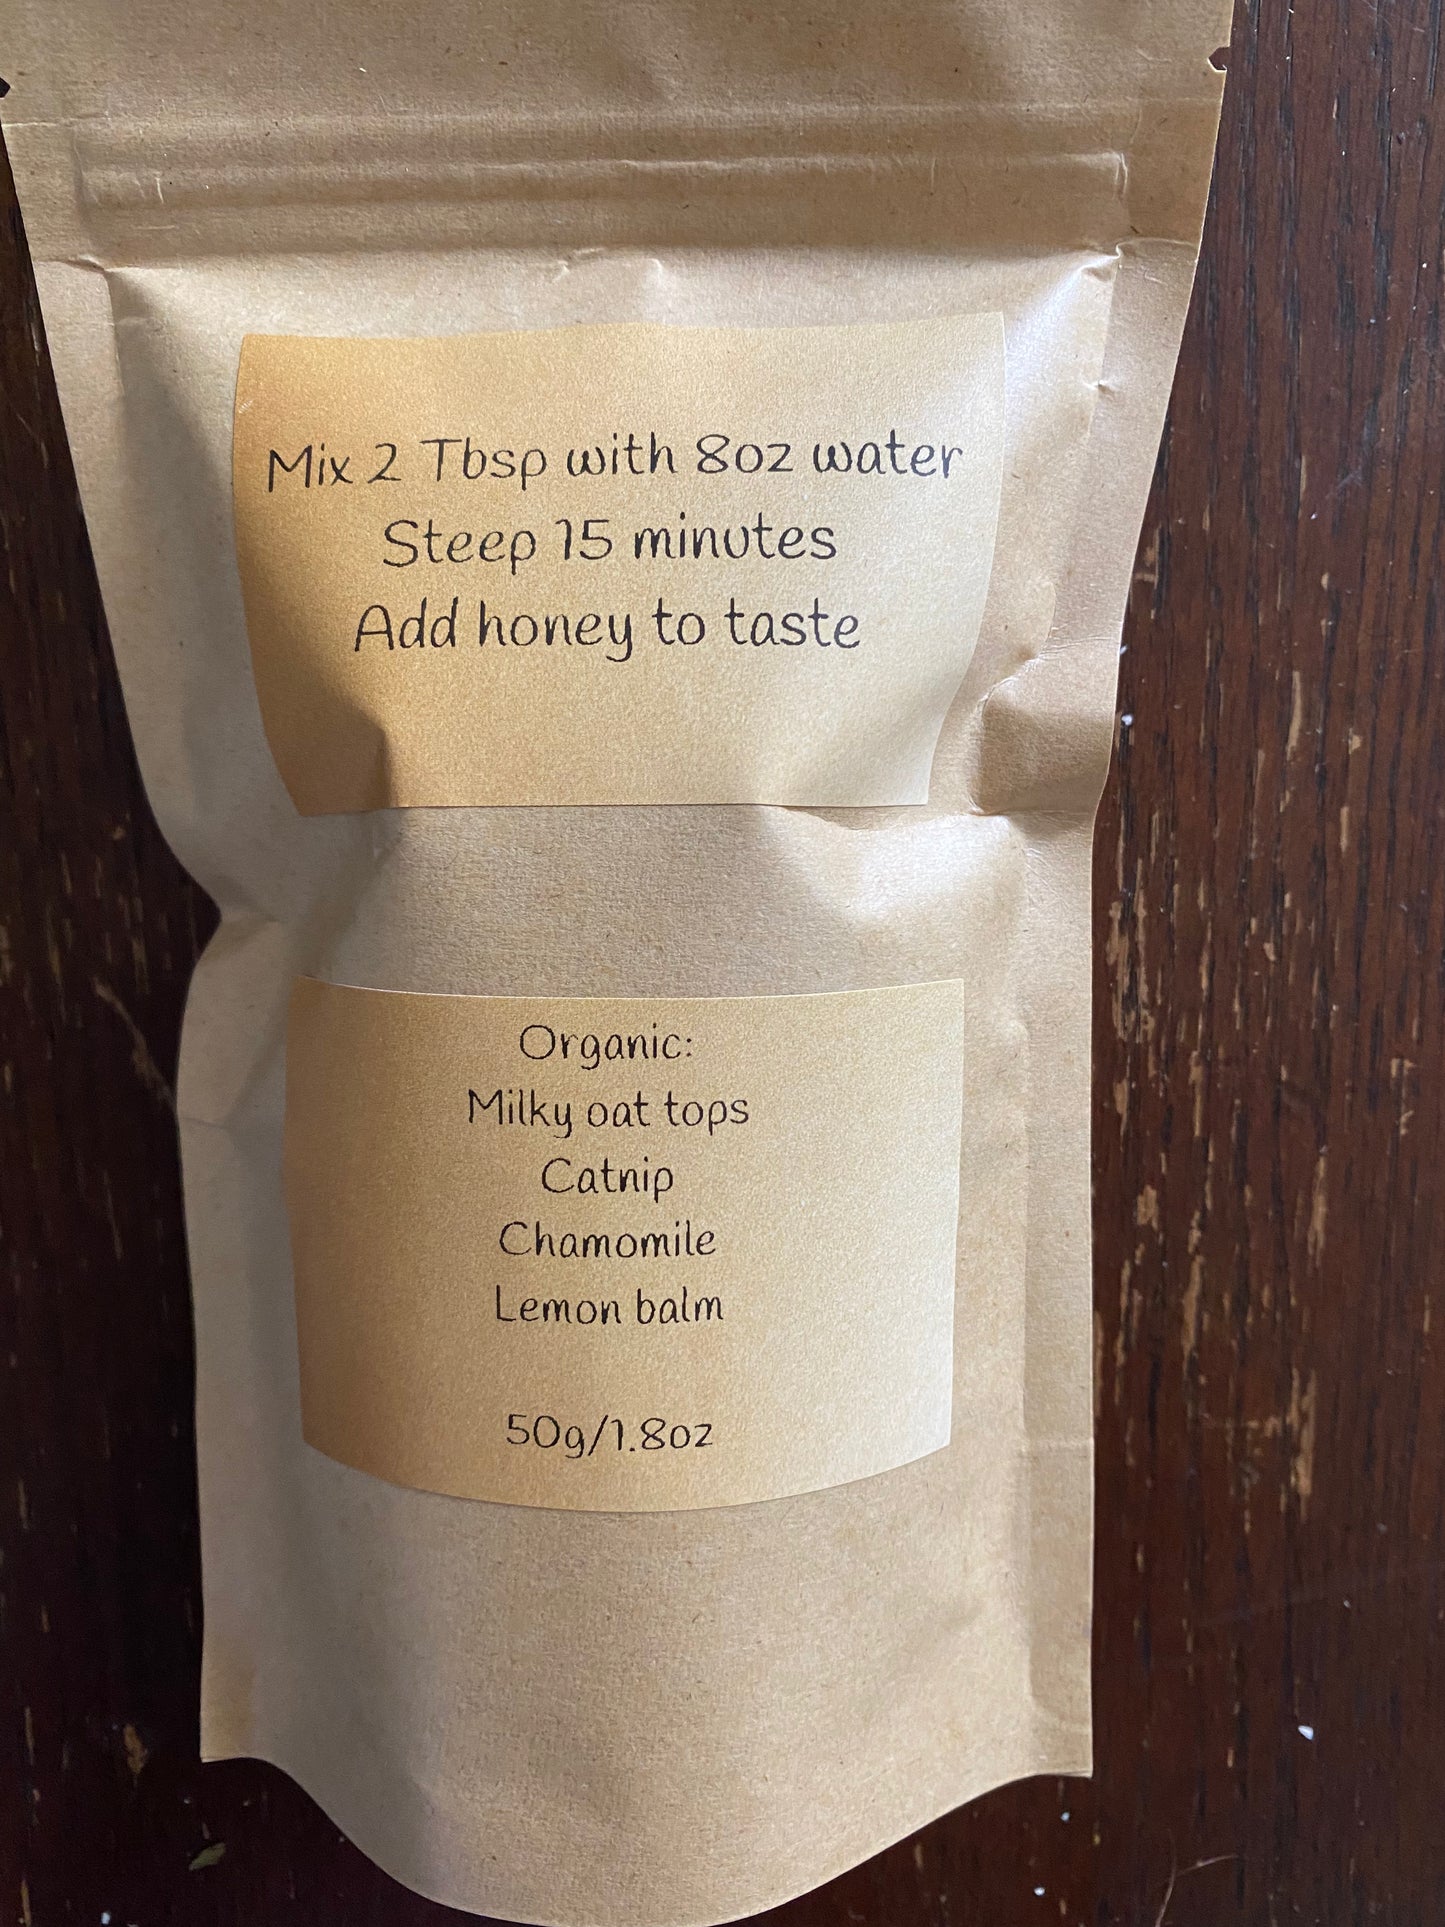 Mix 2 Tbsp with 8oz water
Steep 15 minutes
Add honey to taste
Organic:
Milky oat tops
Catnip
Chamomile
Lemon balm
50g/1.8oz